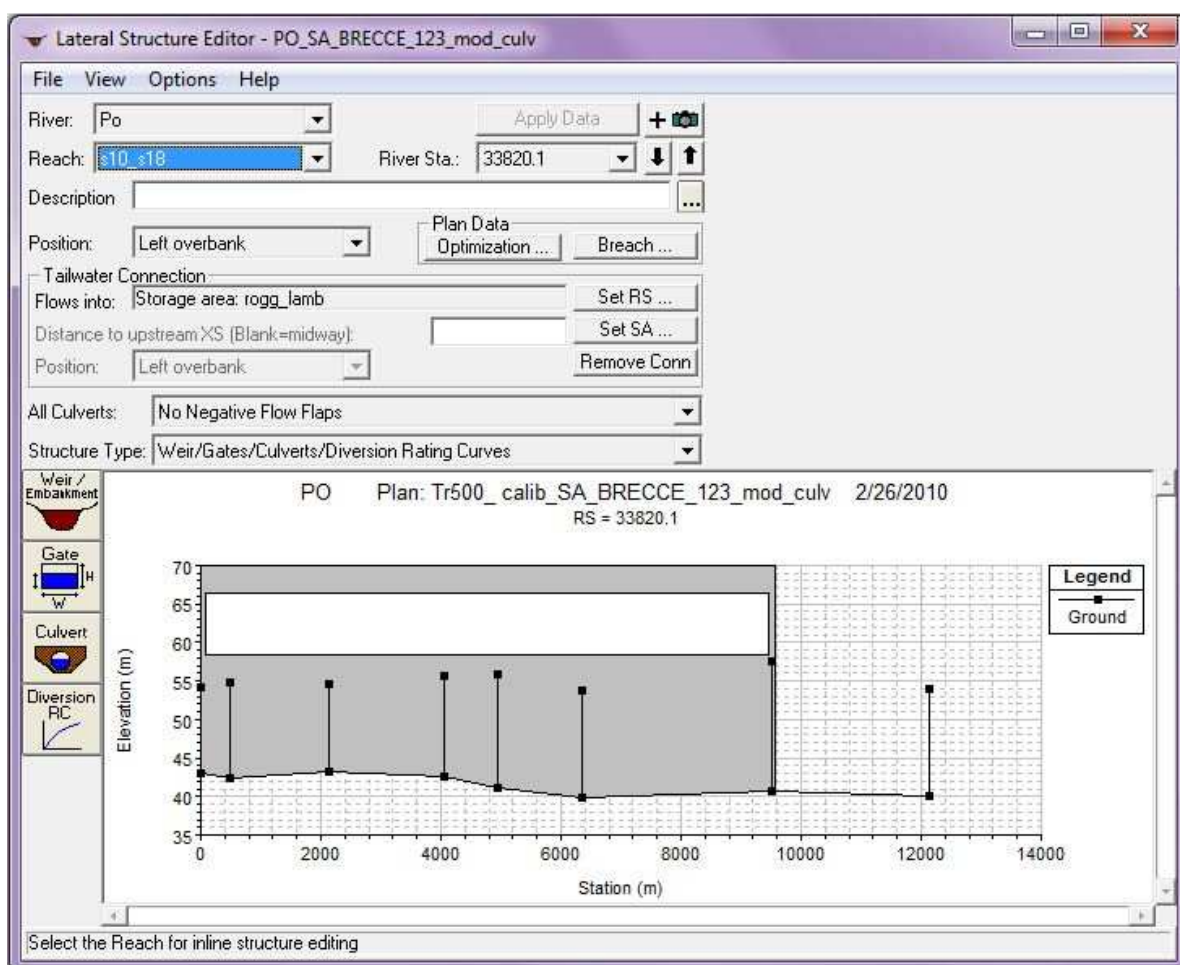 Lateral Structure Editor - PO_SA_BRECCE_123_mod_culv
File View Options Help
River: Po Apply Data +
Reach: s10_s18 River Sta.: 33820.1
Description ...
Position: Left overbank
Plan Data
Optimization ... Breach ...
Tailwater Connection
Flows into: Storage area: rogg_lamb Set RS ...
Distance to upstream XS (Blank=midway): Set SA ...
Position: Left overbank Remove Conn
All Culverts: No Negative Flow Flaps
Structure Type: Weir/Gates/Culverts/Diversion Rating Curves
Weir /
Embankment
Gate
H
W
Culvert
Diversion
RC
PO Plan: Tr500_ calib_SA_BRECCE_123_mod_culv 2/26/2010
RS = 33820.1
Elevation (m)
70
65
60
55
50
45
40
35
0 2000 4000 6000 8000 10000 12000 14000
Station (m)
Legend
Ground
Select the Reach for inline structure editing